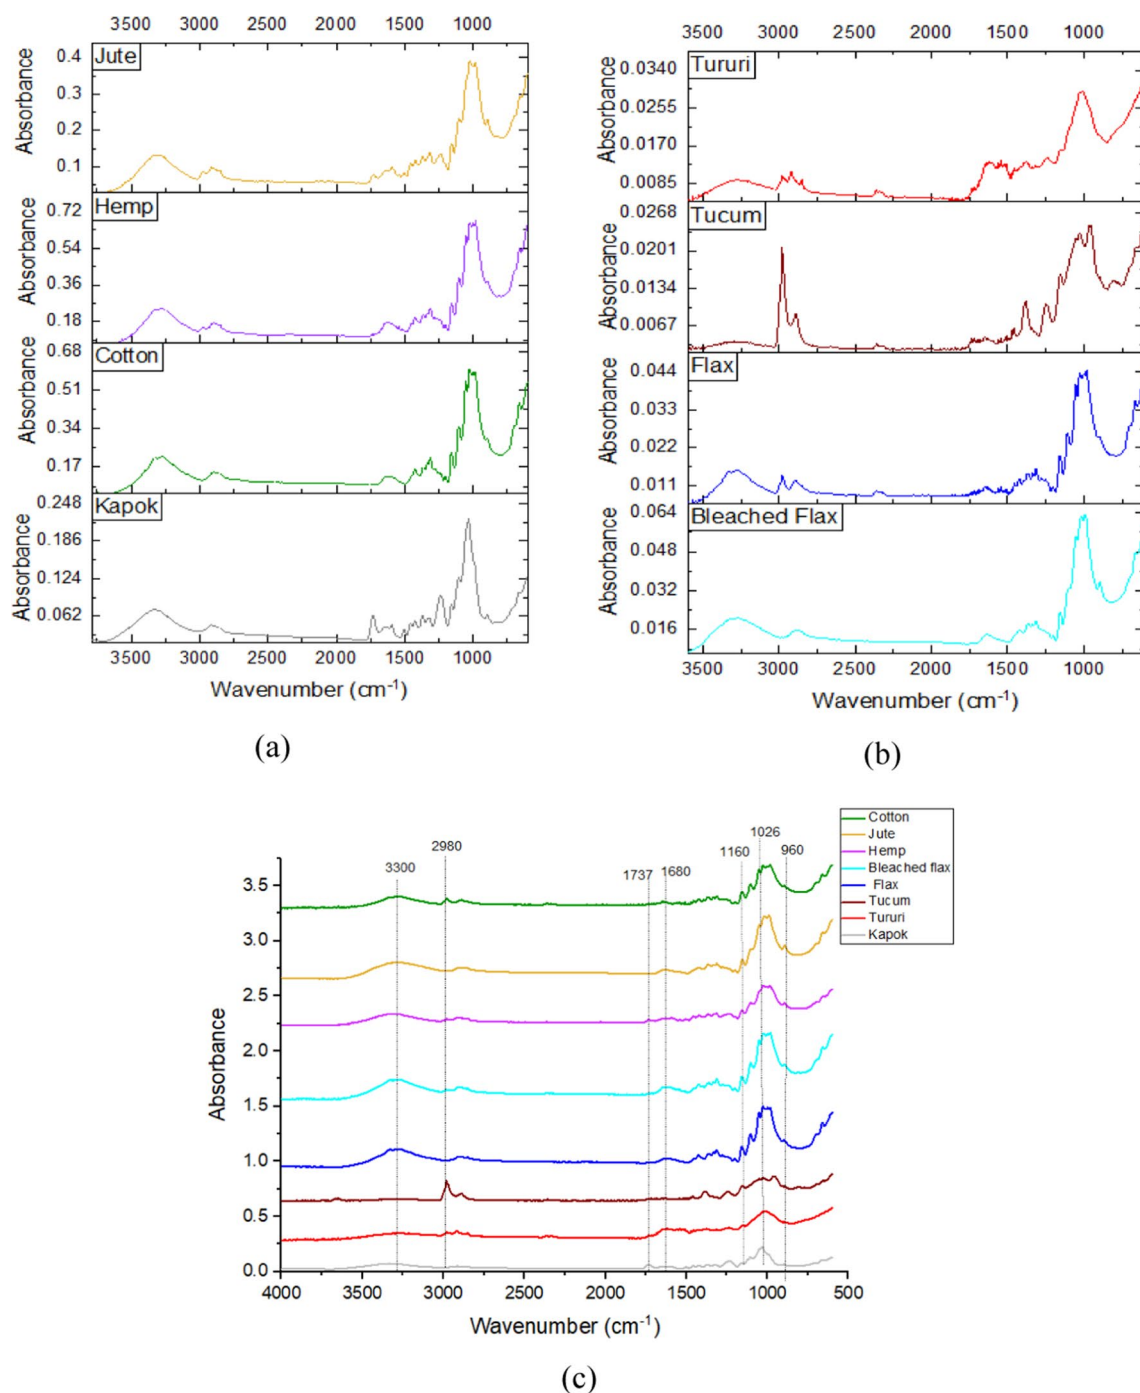 3500 3000 2500 2000 1500 1000
Jute
Absorbance
0.4
0.3
0.2
0.1
Hemp
Absorbance
0.72
0.54
0.36
0.18
Cotton
Absorbance
0.68
0.51
0.34
0.17
Kapok
Absorbance
0.248
0.186
0.124
0.062
3500 3000 2500 2000 1500 1000
Wavenumber (cm⁻¹)
(a)
3500 3000 2500 2000 1500 1000
Tururi
Absorbance
0.0340
0.0255
0.0170
0.0085
Tucum
Absorbance
0.0268
0.0201
0.0134
0.0067
Flax
Absorbance
0.044
0.033
0.022
0.011
Bleached Flax
Absorbance
0.064
0.048
0.032
0.016
3500 3000 2500 2000 1500 1000
Wavenumber (cm⁻¹)
(b)
Cotton
Jute
Hemp
Bleached flax
Flax
Tucum
Tururi
Kapok
3300
2980
1737
1680
1160
1026
960
Absorbance
3.5
3.0
2.5
2.0
1.5
1.0
0.5
0.0
4000 3500 3000 2500 2000 1500 1000 500
Wavenumber (cm⁻¹)
(c)